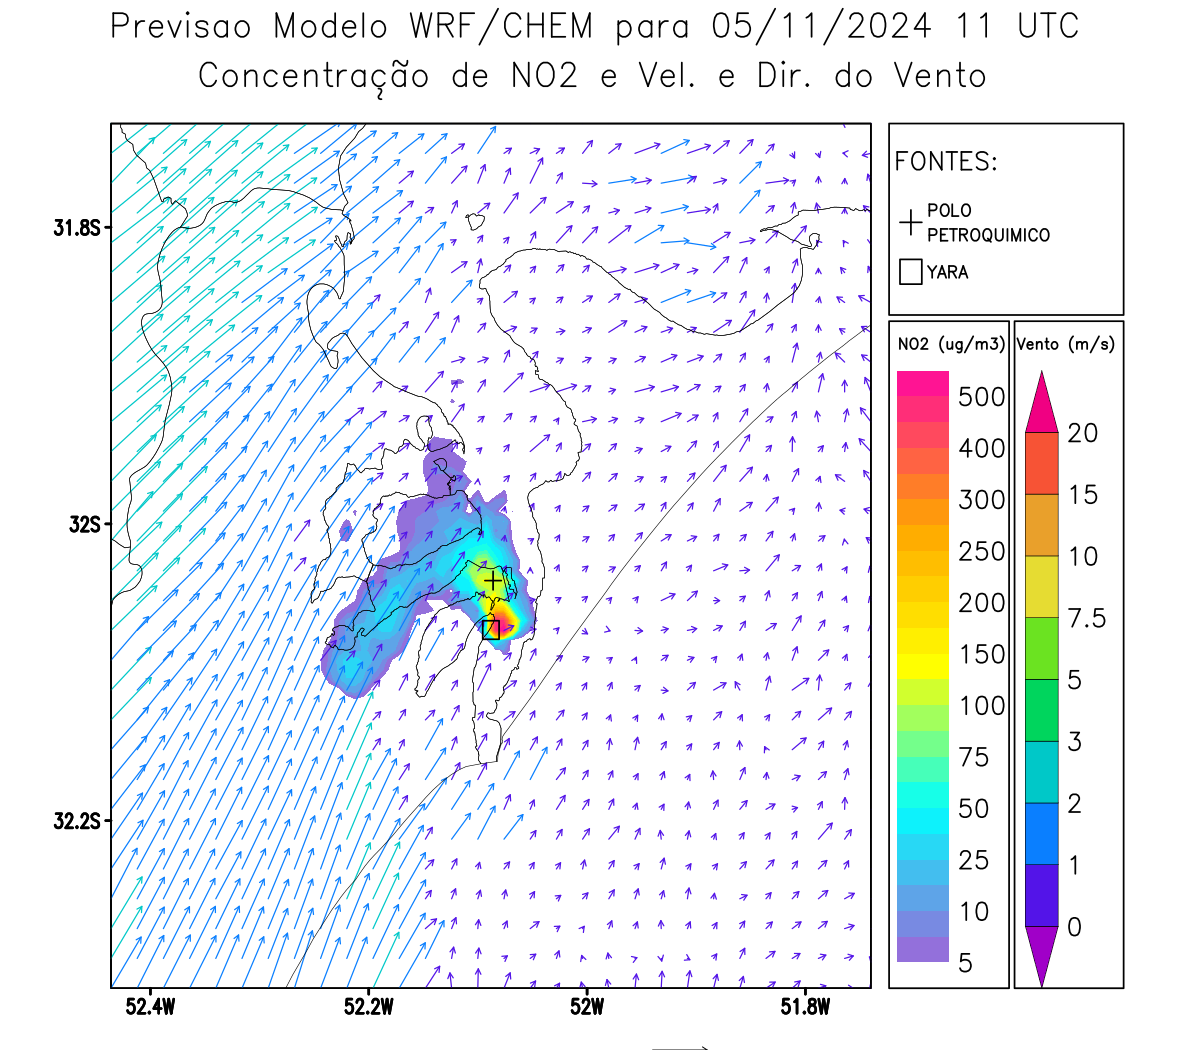 Previsao Modelo WRF/CHEM para 05/11/2024 11 UTC
Concentração de NO2 e Vel. e Dir. do Vento
FONTES:
POLO
PETROQUIMICO
YARA
31.8S
32S
32.2S
52.4W
52.2W
52W
51.8W
NO2 (ug/m3)
500
400
300
250
200
150
100
75
50
25
10
5
Vento (m/s)
20
15
10
7.5
5
3
2
1
0